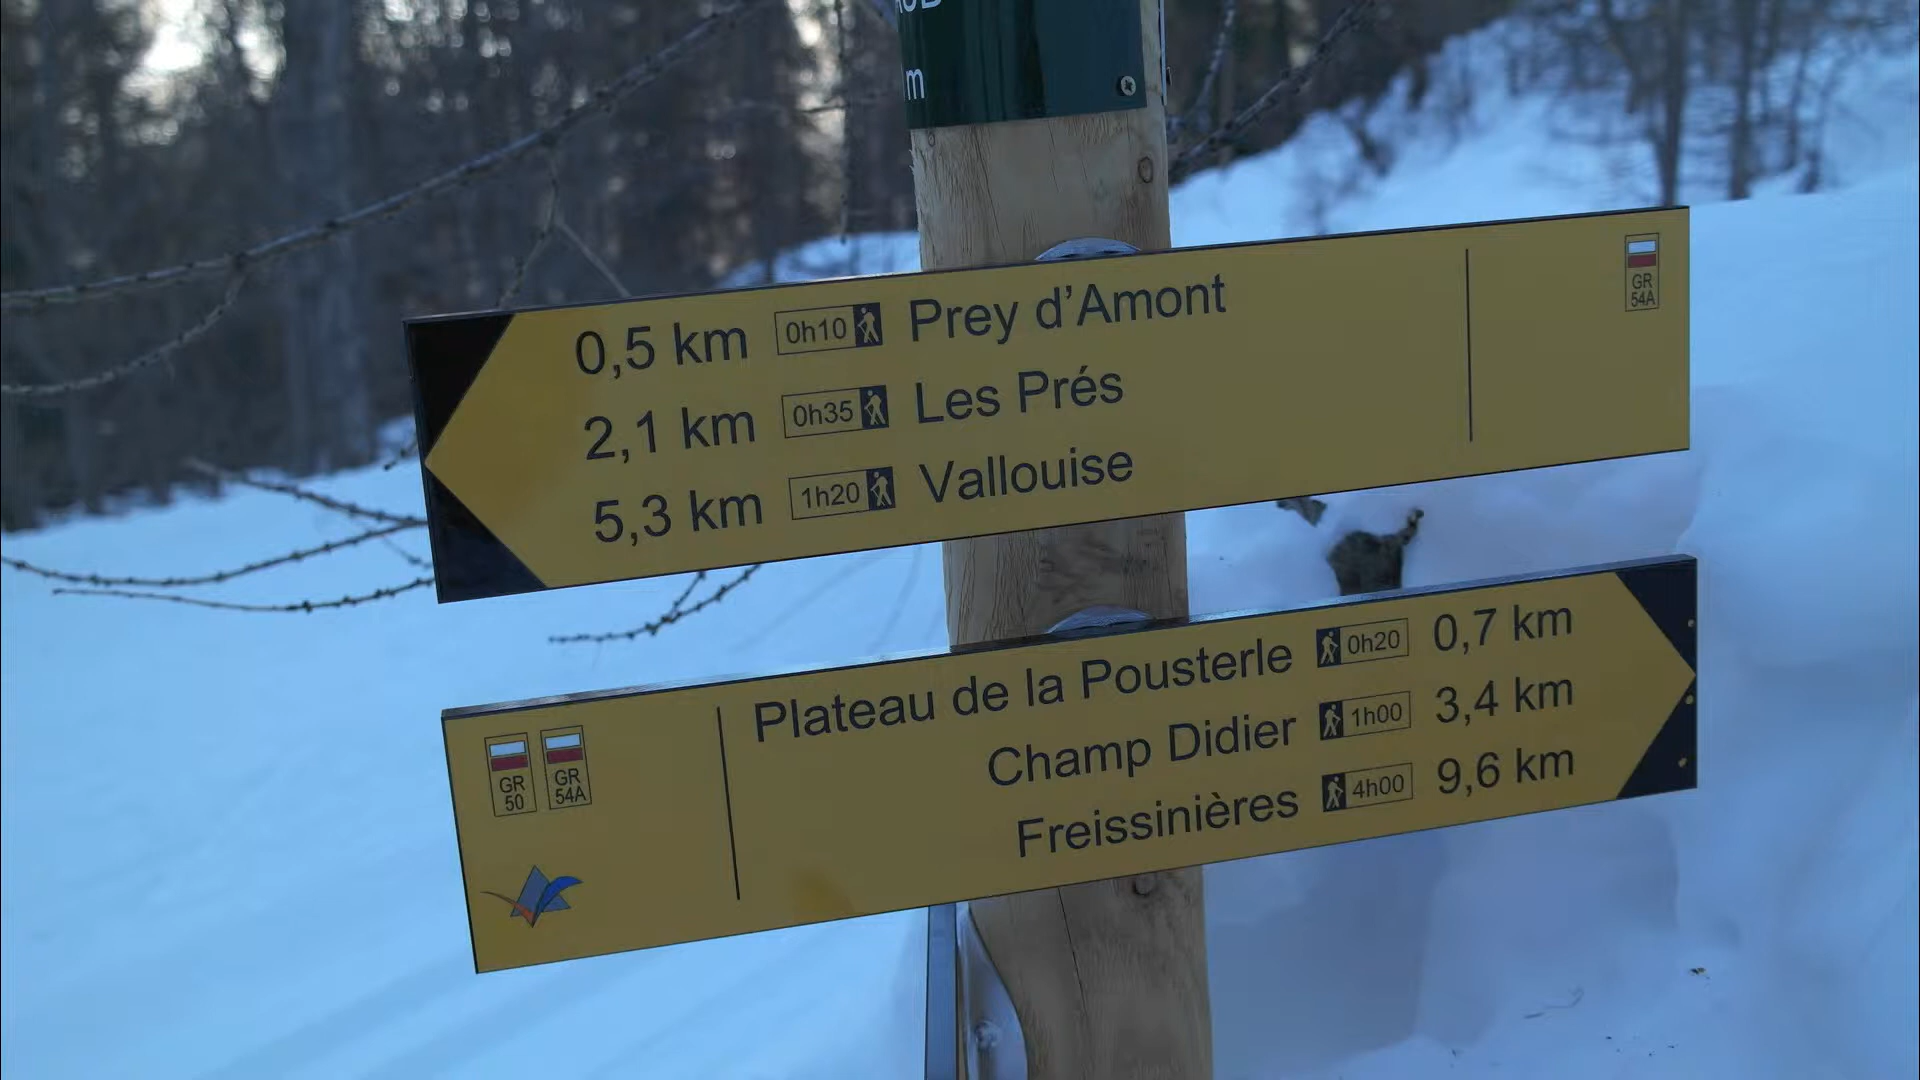 m
0,5 km 0h10 Prey d’Amont
2,1 km 0h35 Les Prés
5,3 km 1h20 Vallouise
GR
54A
Plateau de la Pousterle 0h20 0,7 km
Champ Didier 1h00 3,4 km
Freissinières 4h00 9,6 km
GR
50
GR
54A